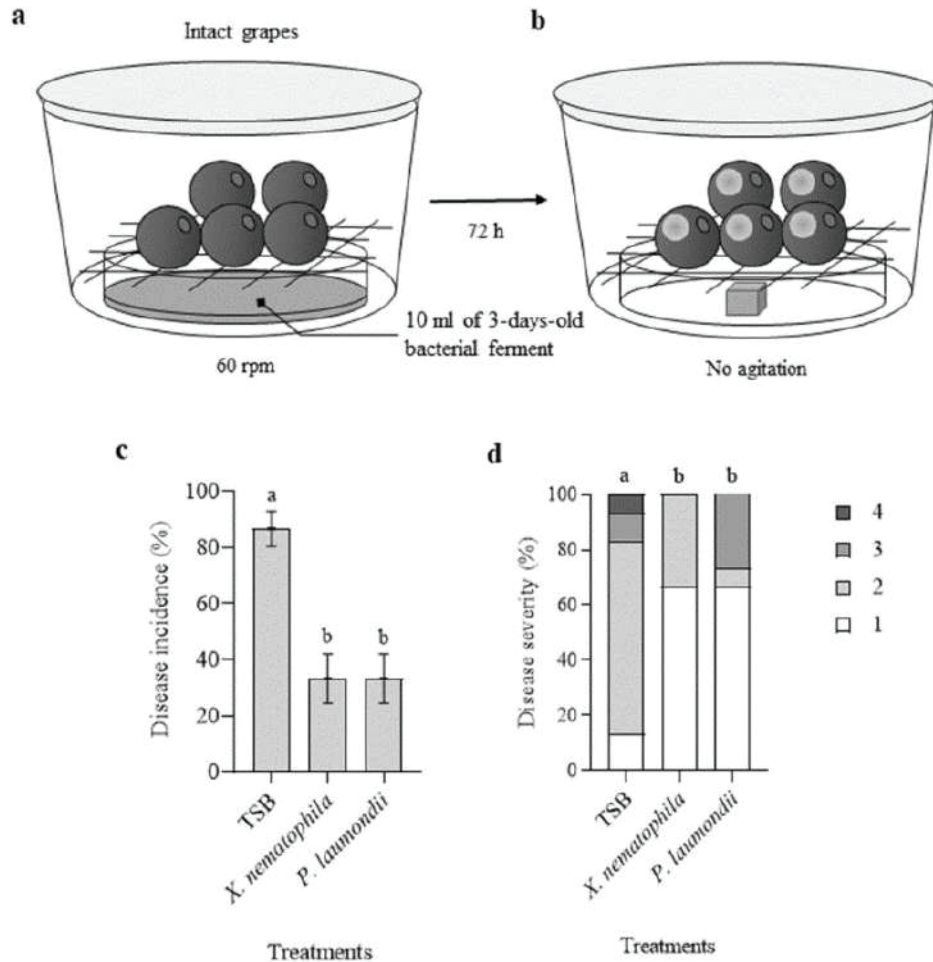 a
b
Intact grapes
72 h
10 ml of 3-days-old
bacterial ferment
60 rpm
No agitation
c
d
Disease incidence (%)
100
80
60
40
20
0
a
b
b
TSB
X. nematophila
P. laumondii
Treatments
Disease severity (%)
100
80
60
40
20
0
a
b
b
TSB
X. nematophila
P. laumondii
Treatments
4
3
2
1